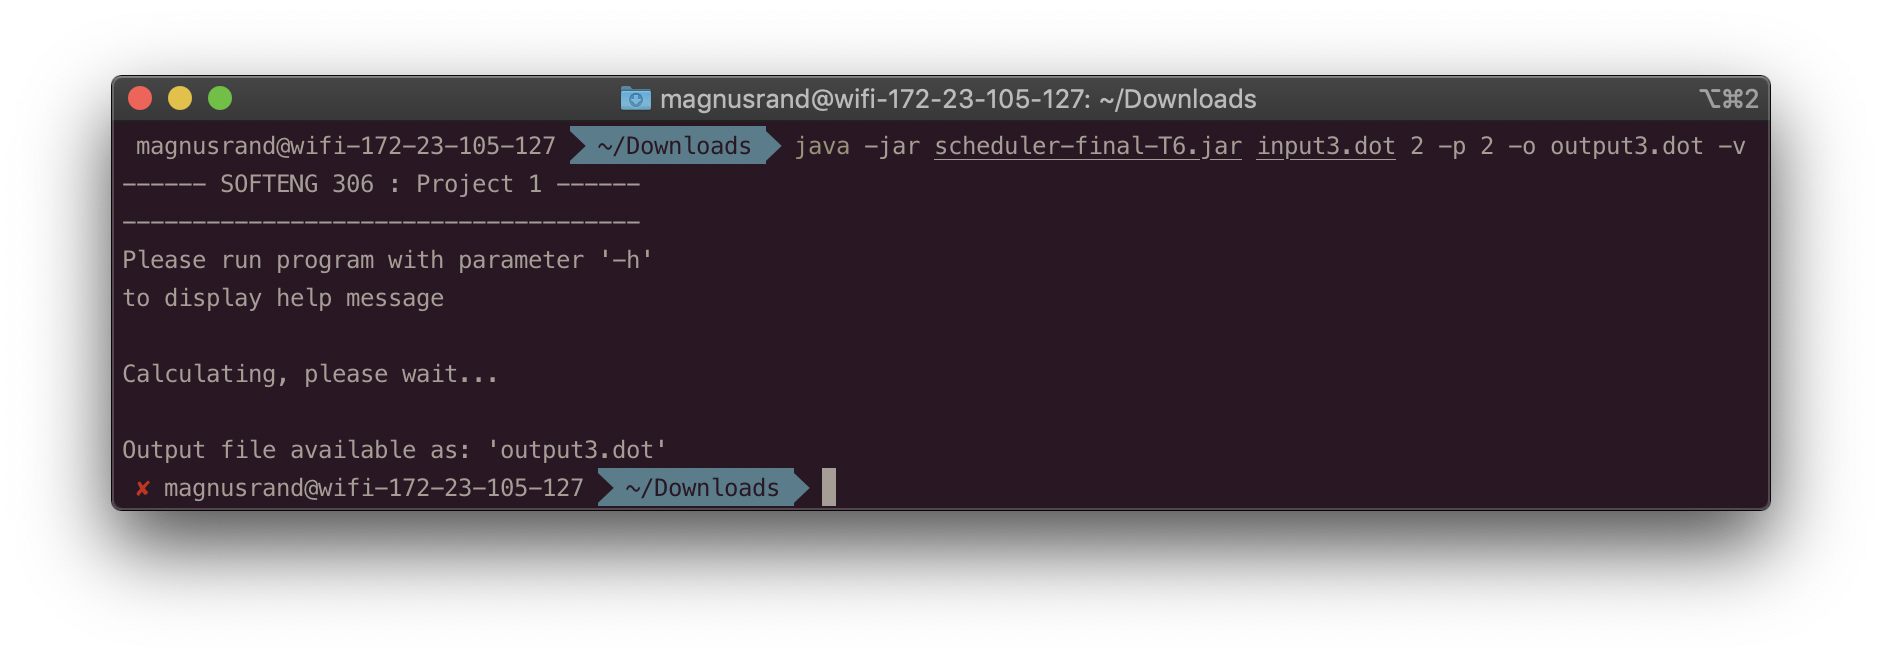 magnusrand@wifi-172-23-105-127: ~/Downloads ⌥⌘2
magnusrand@wifi-172-23-105-127 ~/Downloads java -jar scheduler-final-T6.jar input3.dot 2 -p 2 -o output3.dot -v
------ SOFTENG 306 : Project 1 ------
-------------------------------------
Please run program with parameter '-h'
to display help message
Calculating, please wait...
Output file available as: 'output3.dot'
✘ magnusrand@wifi-172-23-105-127 ~/Downloads